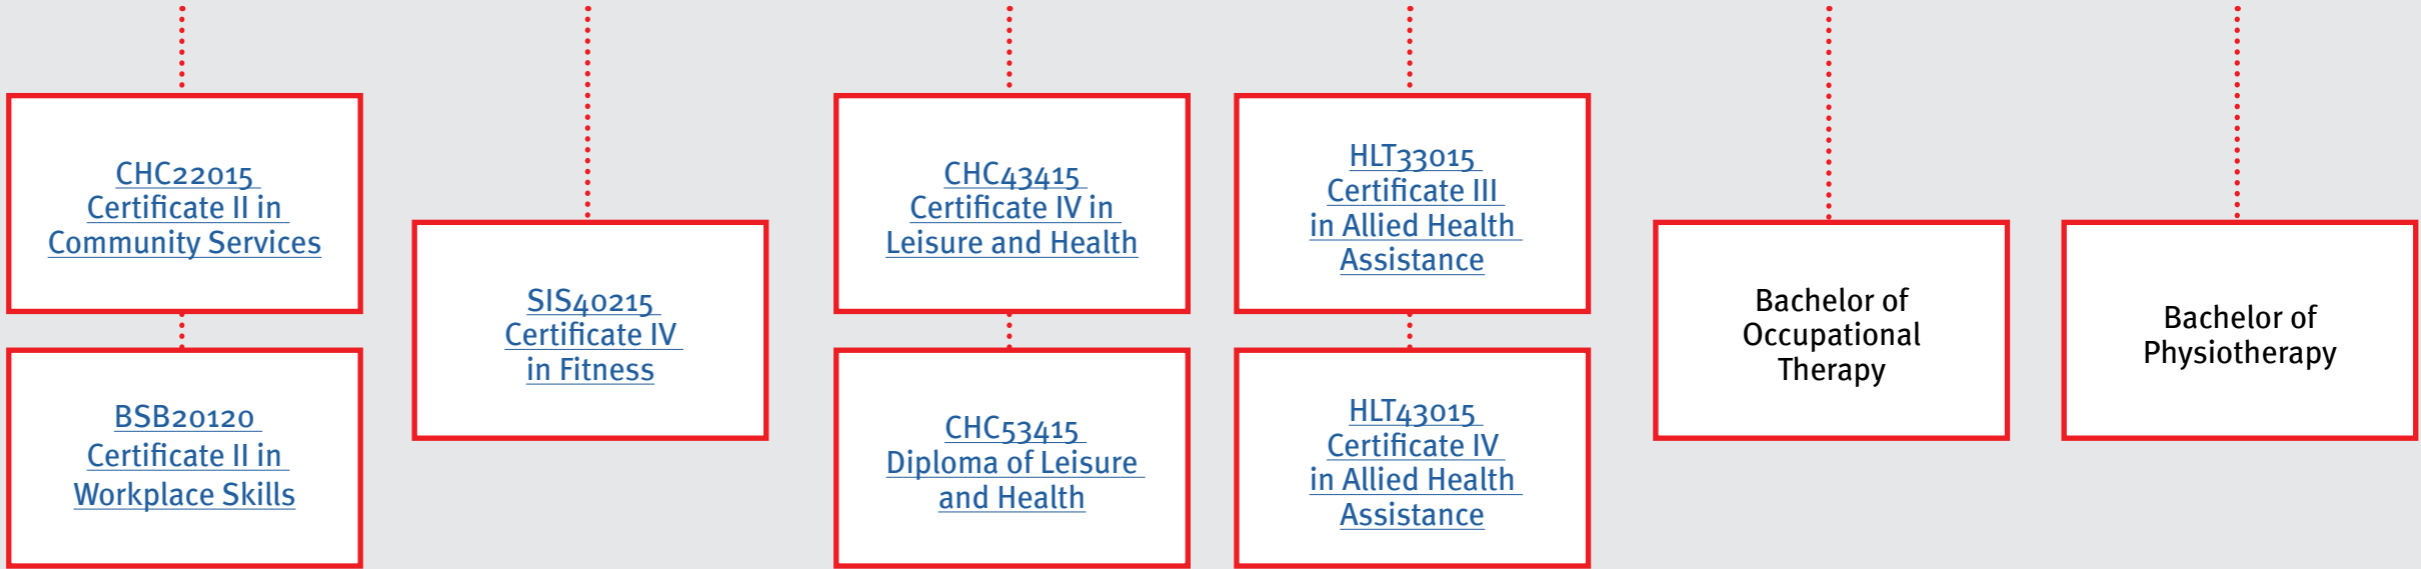 CHC22015
Certificate II in
Community Services
BSB20120
Certificate II in
Workplace Skills
SIS40215
Certificate IV
in Fitness
CHC43415
Certificate IV in
Leisure and Health
CHC53415
Diploma of Leisure
and Health
HLT33015
Certificate III
in Allied Health
Assistance
HLT43015
Certificate IV
in Allied Health
Assistance
Bachelor of
Occupational
Therapy
Bachelor of
Physiotherapy